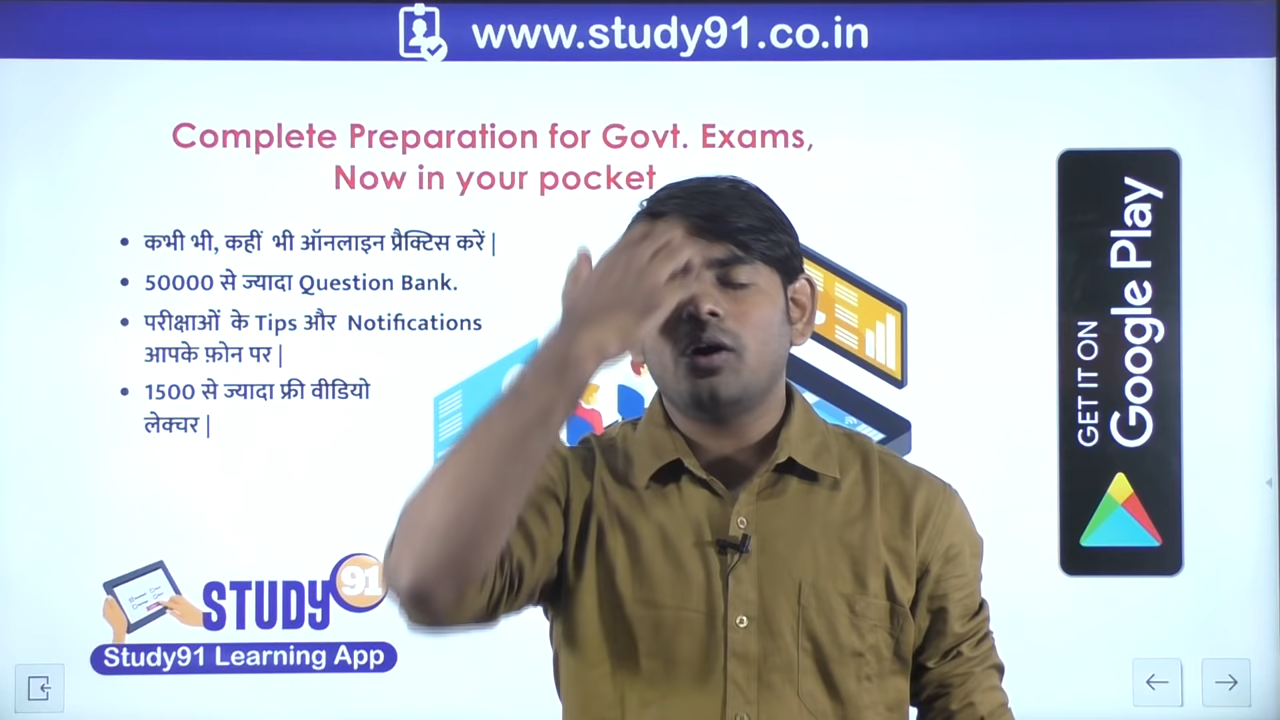 www.study91.co.in
Complete Preparation for Govt. Exams,
Now in your pocket
• कभी भी, कहीं भी ऑनलाइन प्रैक्टिस करें |
• 50000 से ज्यादा Question Bank.
• परीक्षाओं के Tips और Notifications
आपके फ़ोन पर |
• 1500 से ज्यादा फ्री वीडियो
लेक्चर |
GET IT ON
Google Play
STUDY 91
Study91 Learning App